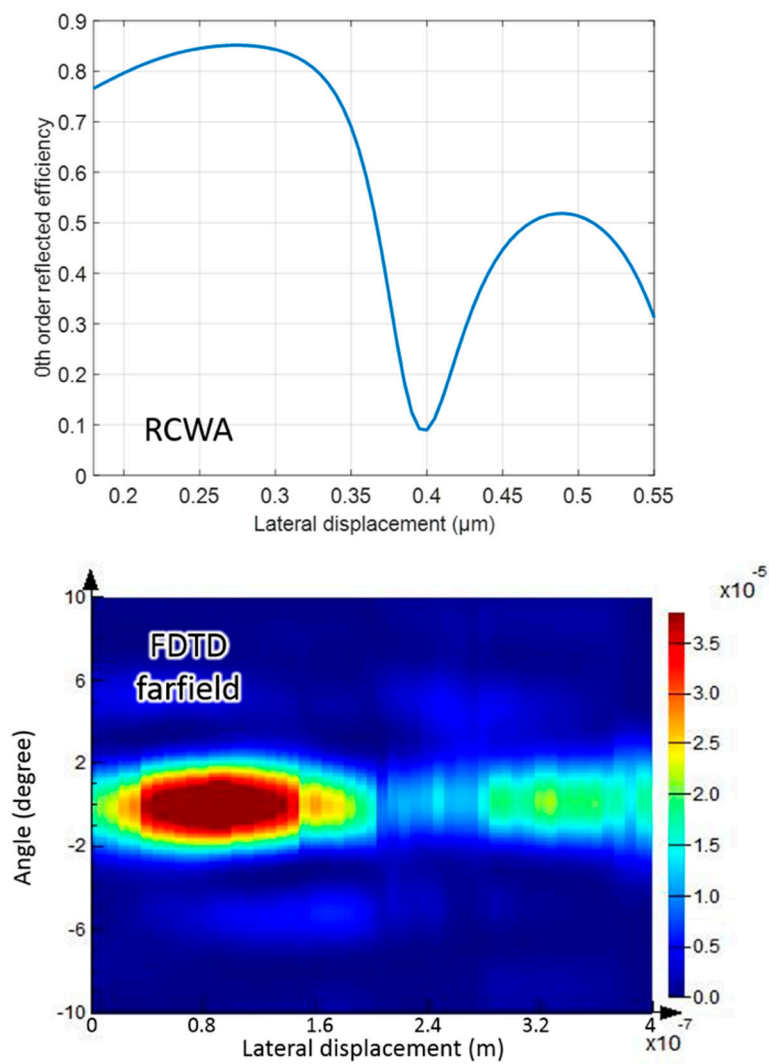 0.9
0.8
0.7
0.6
0.5
0.4
0.3
0.2
0.1
0
0th order reflected efficiency
RCWA
0.2 0.25 0.3 0.35 0.4 0.45 0.5 0.55
Lateral displacement (µm)
10
6
2
-2
-6
-10
Angle (degree)
FDTD
farfield
x10 -5
3.5
3.0
2.5
2.0
1.5
1.0
0.5
0.0
0 0.8 1.6 2.4 3.2 4
x10 -7
Lateral displacement (m)